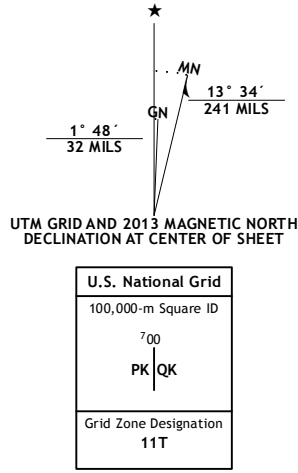 MN
13° 34´
241 MILS
GN
1° 48´
32 MILS
UTM GRID AND 2013 MAGNETIC NORTH
DECLINATION AT CENTER OF SHEET
U.S. National Grid
100,000-m Square ID
⁷00
PK QK
Grid Zone Designation
11T